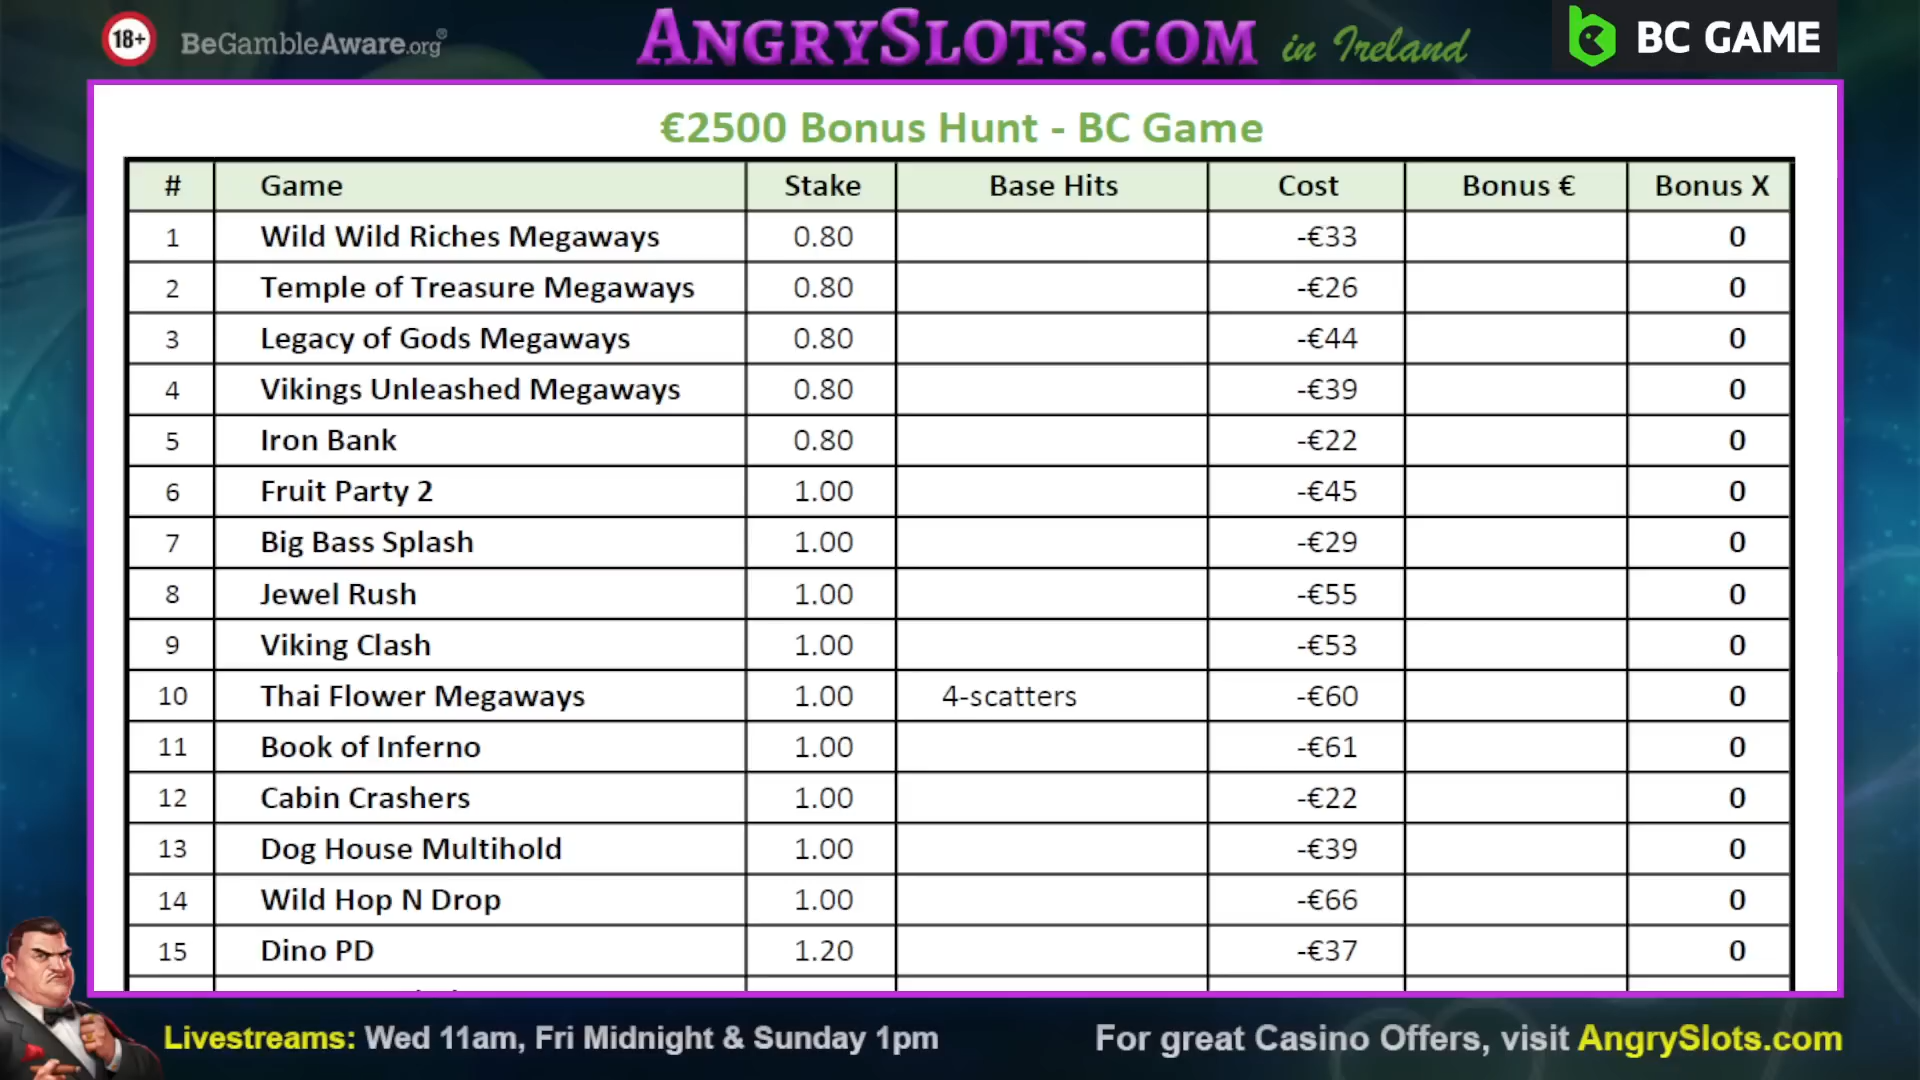 18+ BeGambleAware.org® AngrySlots.com in Ireland BC GAME
€2500 Bonus Hunt - BC Game
# Game Stake Base Hits Cost Bonus € Bonus X
1 Wild Wild Riches Megaways 0.80 -€33 0
2 Temple of Treasure Megaways 0.80 -€26 0
3 Legacy of Gods Megaways 0.80 -€44 0
4 Vikings Unleashed Megaways 0.80 -€39 0
5 Iron Bank 0.80 -€22 0
6 Fruit Party 2 1.00 -€45 0
7 Big Bass Splash 1.00 -€29 0
8 Jewel Rush 1.00 -€55 0
9 Viking Clash 1.00 -€53 0
10 Thai Flower Megaways 1.00 4-scatters -€60 0
11 Book of Inferno 1.00 -€61 0
12 Cabin Crashers 1.00 -€22 0
13 Dog House Multihold 1.00 -€39 0
14 Wild Hop N Drop 1.00 -€66 0
15 Dino PD 1.20 -€37 0
Livestreams: Wed 11am, Fri Midnight & Sunday 1pm For great Casino Offers, visit AngrySlots.com